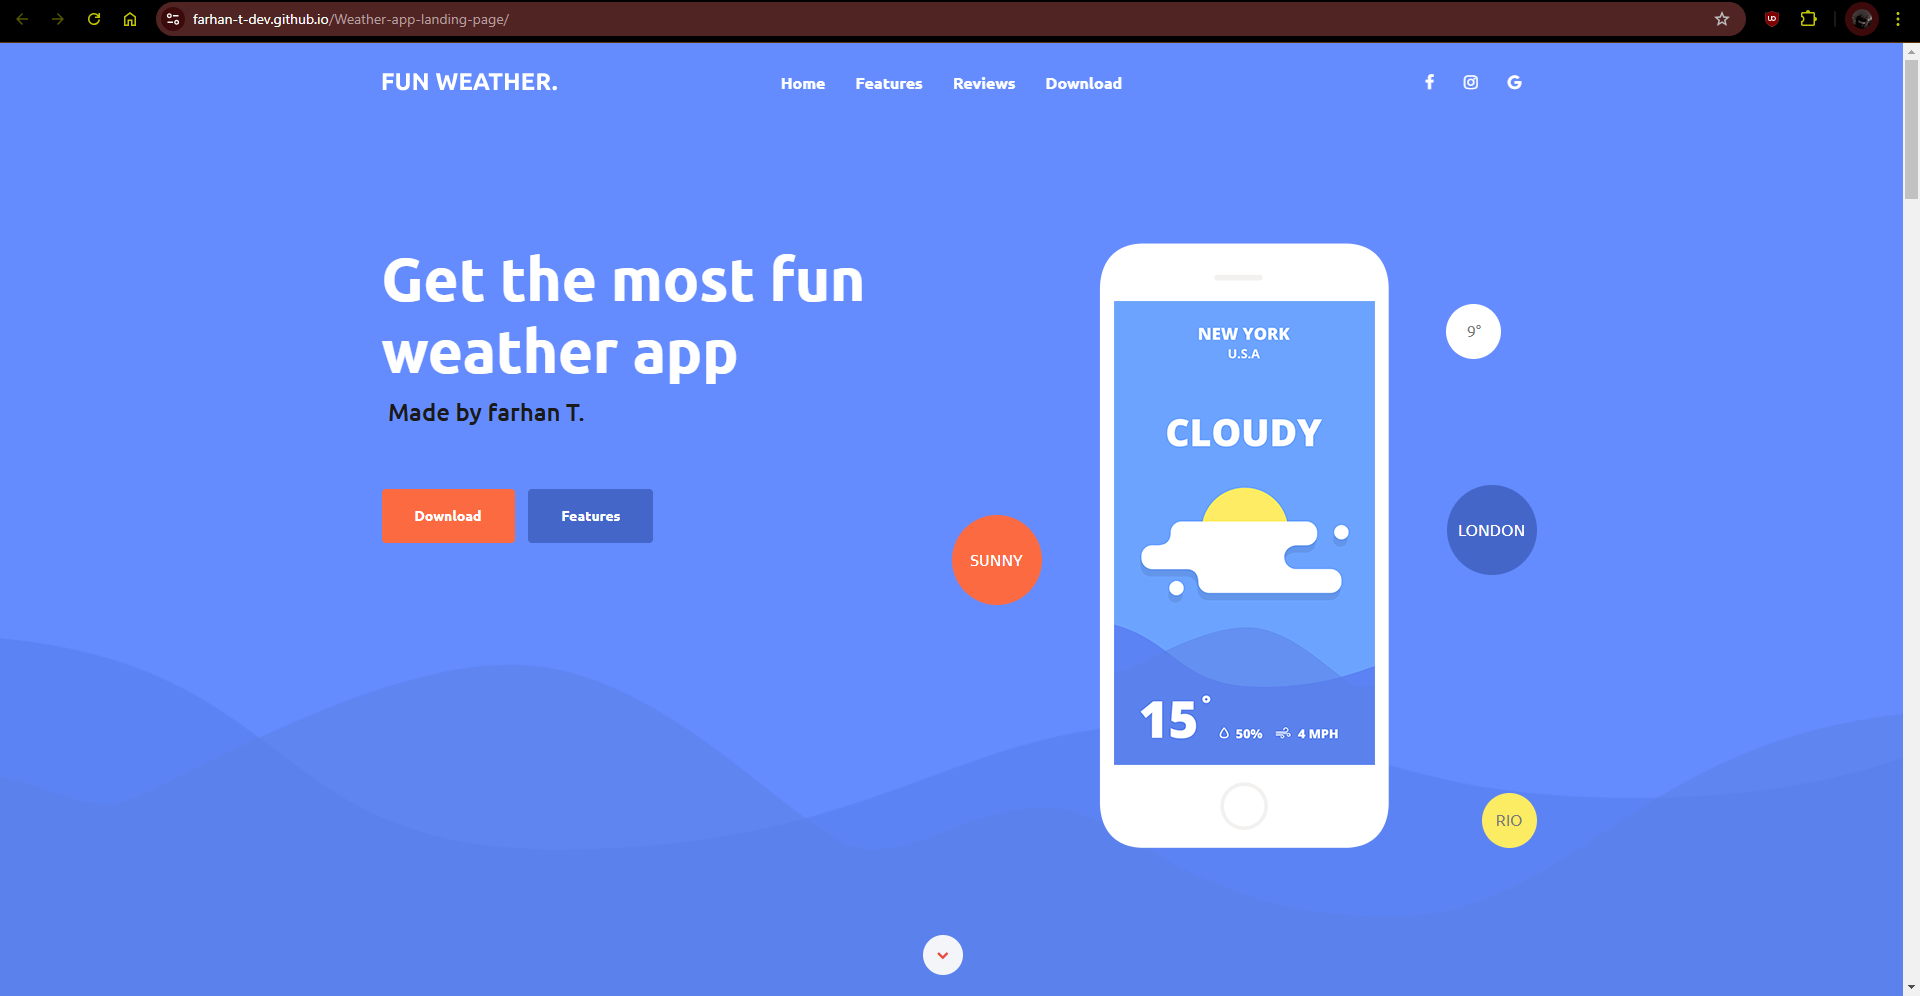 farhan-t-dev.github.io/Weather-app-landing-page/
FUN WEATHER.
Home Features Reviews Download
Get the most fun
weather app
Made by farhan T.
Download Features
NEW YORK
U.S.A
CLOUDY
15°
50% 4 MPH
9°
SUNNY
LONDON
RIO